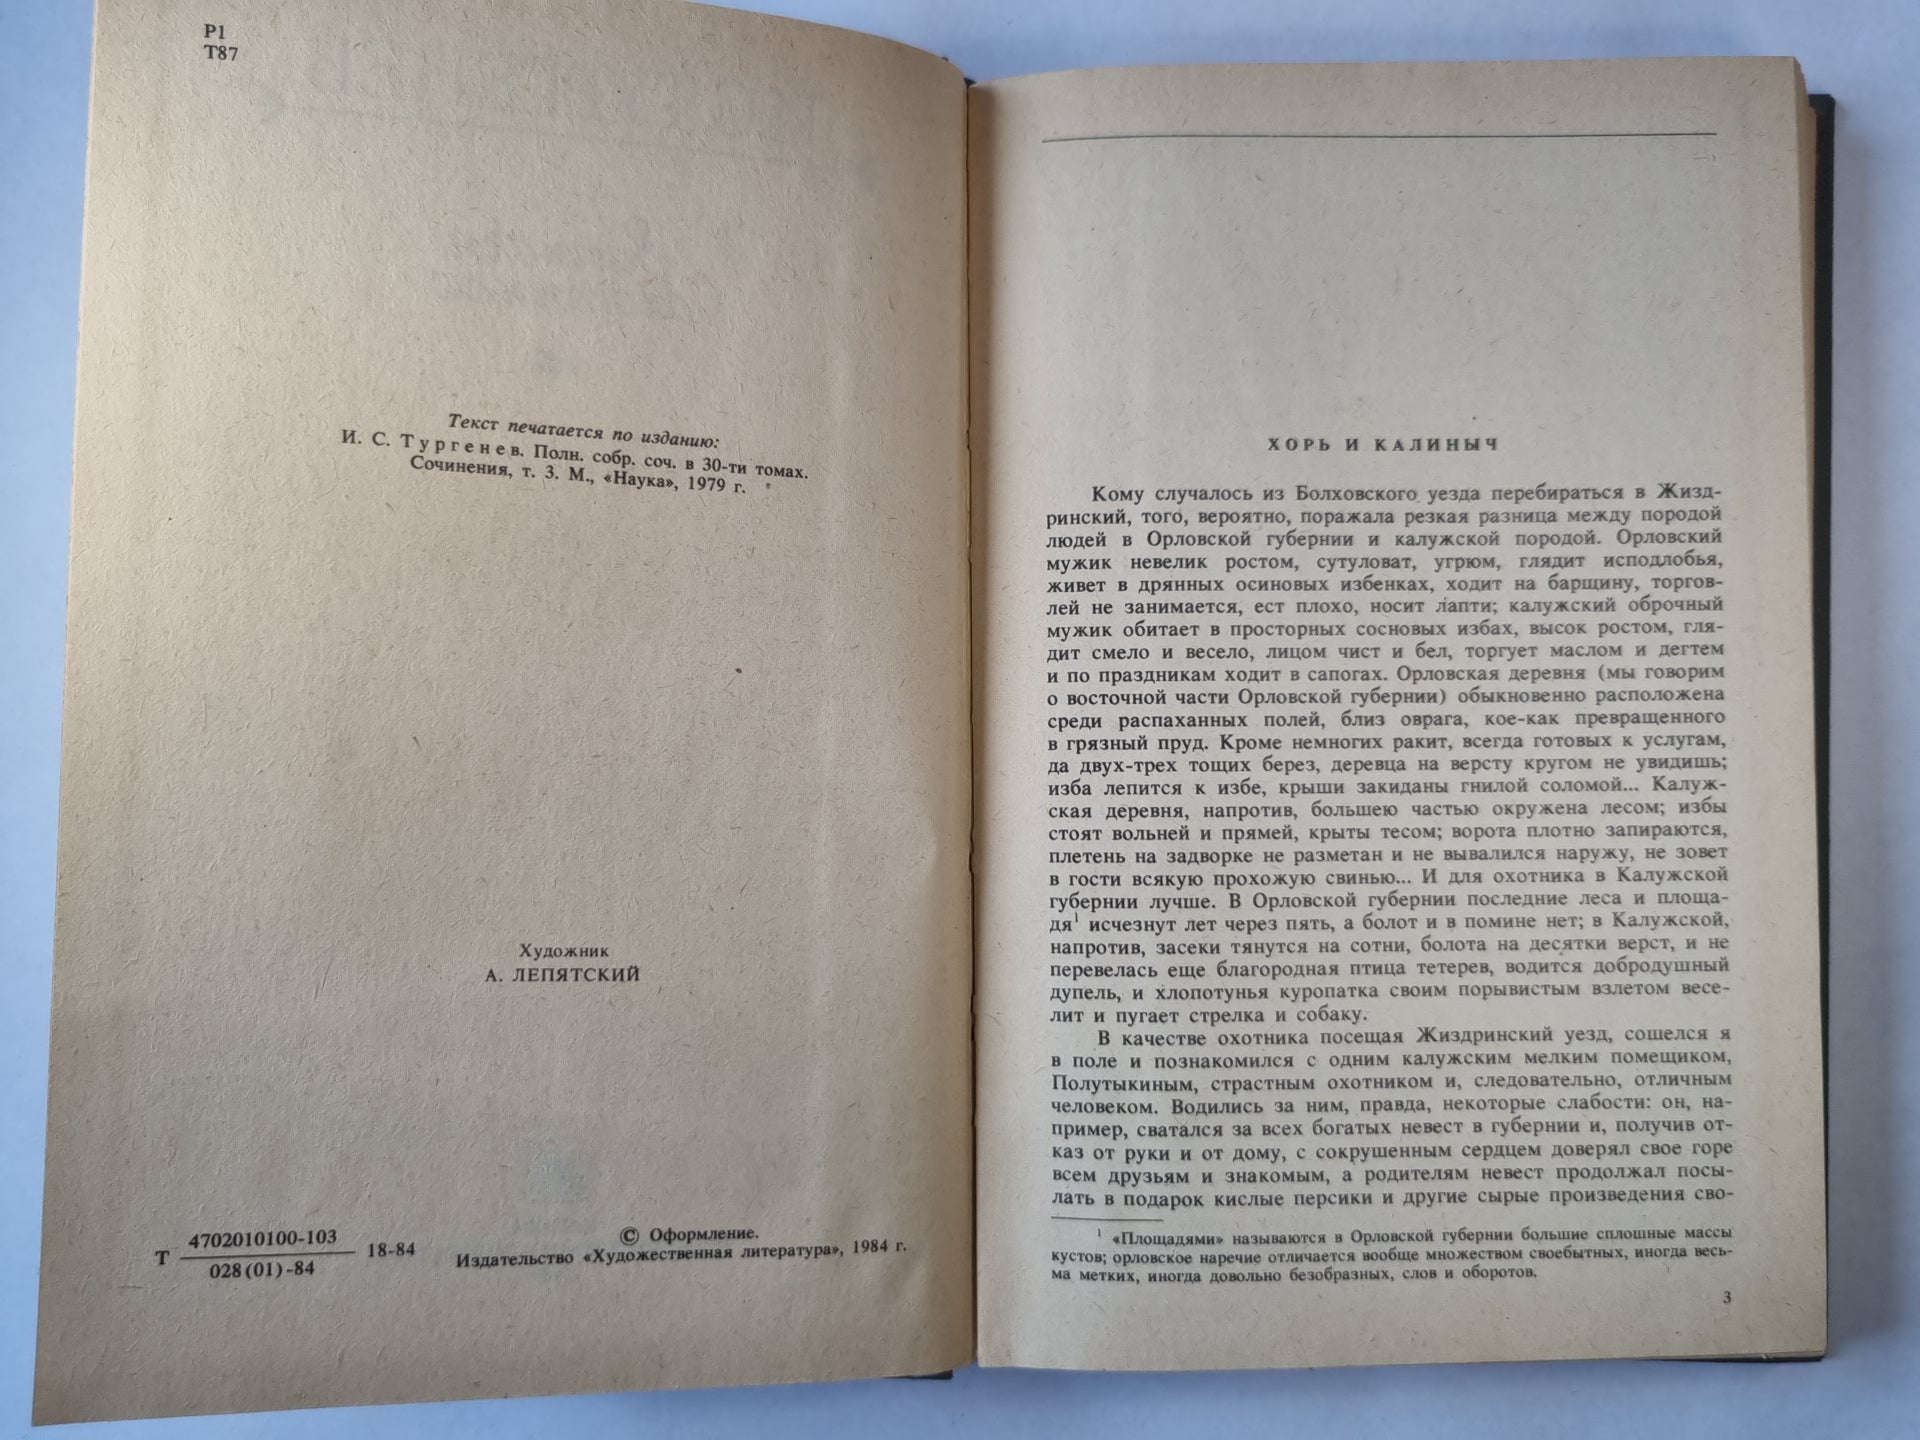 Р1
Т87
Текст печатается по изданию:
И. С. Тургенев. Полн. собр. соч. в 30-ти томах.
Сочинения, т. 3. М., «Наука», 1979 г.
Художник
А. ЛЕПЯТСКИЙ
Т 4702010100-103 18-84
028(01)-84
© Оформление.
Издательство «Художественная литература», 1984 г.
ХОРЬ И КАЛИНЫЧ
Кому случалось из Болховского уезда перебираться в Жизд-
ринский, того, вероятно, поражала резкая разница между породой
людей в Орловской губернии и калужской породой. Орловский
мужик невелик ростом, сутуловат, угрюм, глядит исподлобья,
живет в дрянных осиновых избенках, ходит на барщину, торгов-
лей не занимается, ест плохо, носит лапти; калужский оброчный
мужик обитает в просторных сосновых избах, высок ростом, гля-
дит смело и весело, лицом чист и бел, торгует маслом и дегтем
и по праздникам ходит в сапогах. Орловская деревня (мы говорим
о восточной части Орловской губернии) обыкновенно расположена
среди распаханных полей, близ оврага, кое-как превращенного
в грязный пруд. Кроме немногих ракит, всегда готовых к услугам,
да двух-трех тощих берез, деревца на версту кругом не увидишь;
изба лепится к избе, крыши закиданы гнилой соломой... Калуж-
ская деревня, напротив, большею частью окружена лесом; избы
стоят вольней и прямей, крыты тесом; ворота плотно запираются,
плетень на задворке не разметан и не вывалился наружу, не зовет
в гости всякую прохожую свинью... И для охотника в Калужской
губернии лучше. В Орловской губернии последние леса и площа-
дя¹ исчезнут лет через пять, а болот и в помине нет; в Калужской,
напротив, засеки тянутся на сотни, болота на десятки верст, и не
перевелась еще благородная птица тетерев, водится добродушный
дупель, и хлопотунья куропатка своим порывистым взлетом весе-
лит и пугает стрелка и собаку.
В качестве охотника посещая Жиздринский уезд, сошелся я
в поле и познакомился с одним калужским мелким помещиком,
Полутыкиным, страстным охотником и, следовательно, отличным
человеком. Водились за ним, правда, некоторые слабости: он, на-
пример, сватался за всех богатых невест в губернии и, получив от-
каз от руки и от дому, с сокрушенным сердцем доверял свое горе
всем друзьям и знакомым, а родителям невест продолжал посы-
лать в подарок кислые персики и другие сырые произведения сво-
¹ «Площадями» называются в Орловской губернии большие сплошные массы
кустов; орловское наречие отличается вообще множеством своебытных, иногда весь-
ма метких, иногда довольно безобразных, слов и оборотов.
3